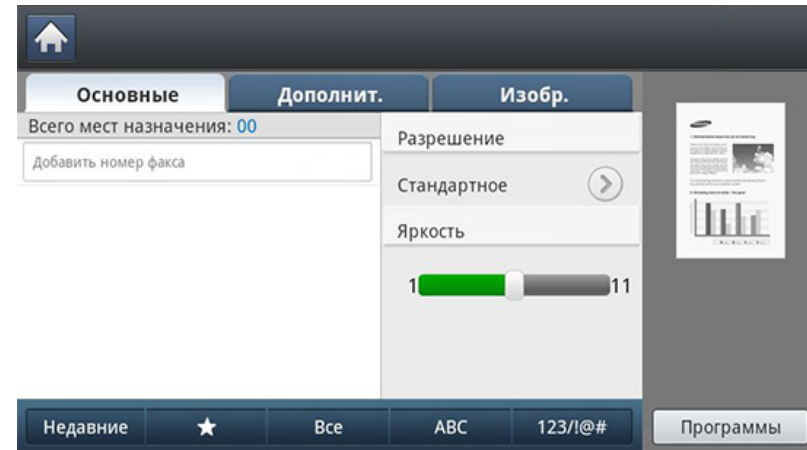 Основные
Дополнит.
Изобр.
Всего мест назначения: 00
Добавить номер факса
Разрешение
Стандартное
Яркость
1
11
Недавние
Все
ABC
123/!@#
Программы